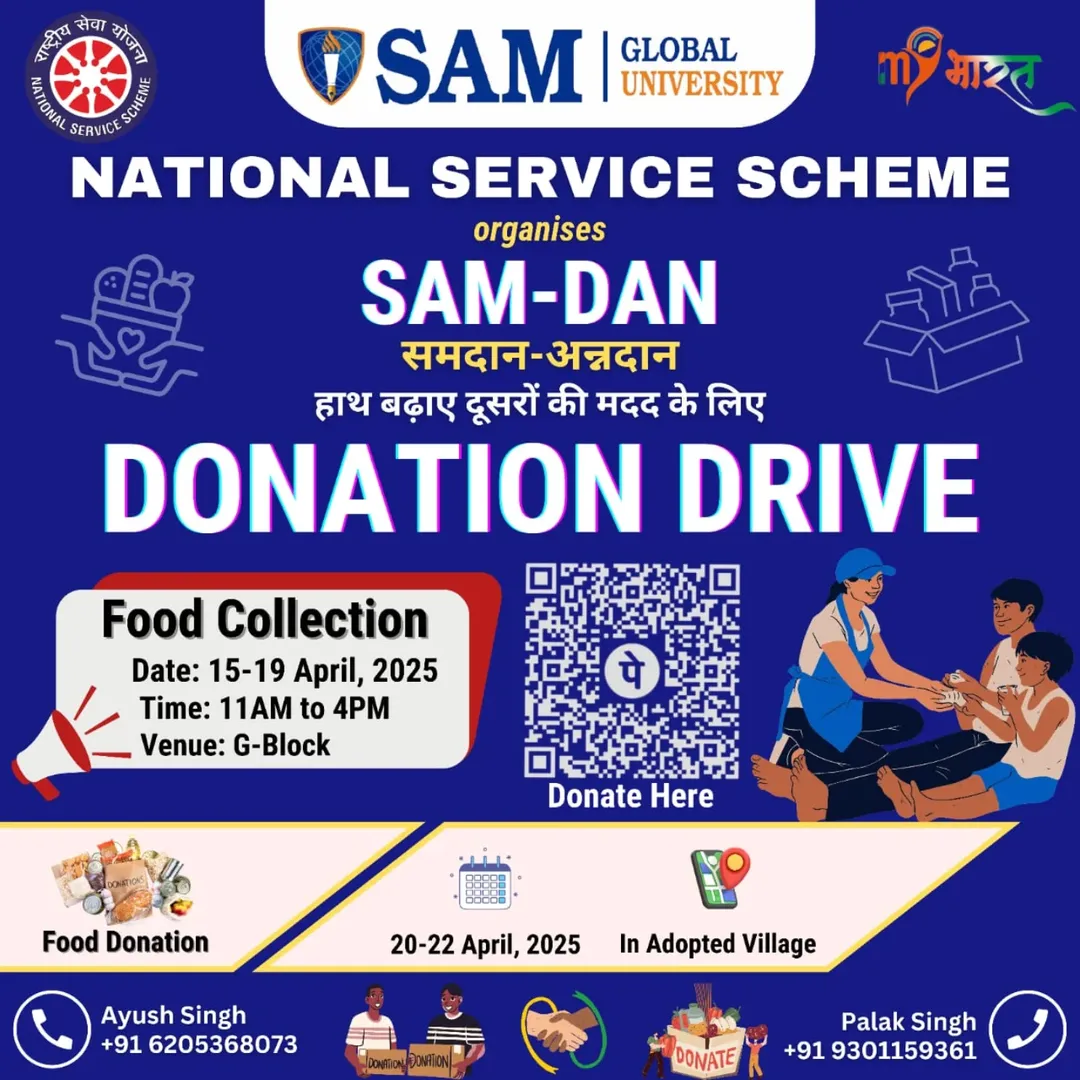 राष्ट्रीय सेवा योजना
NATIONAL SERVICE SCHEME
SAM
GLOBAL
UNIVERSITY
my भारत
NATIONAL SERVICE SCHEME
organises
SAM-DAN
समदान-अन्नदान
हाथ बढ़ाए दूसरों की मदद के लिए
DONATION DRIVE
Food Collection
Date: 15-19 April, 2025
Time: 11AM to 4PM
Venue: G-Block
पे
Donate Here
DONATIONS
Food Donation
20-22 April, 2025
In Adopted Village
Ayush Singh
+91 6205368073
DONATION
DONATION
DONATE
Palak Singh
+91 9301159361